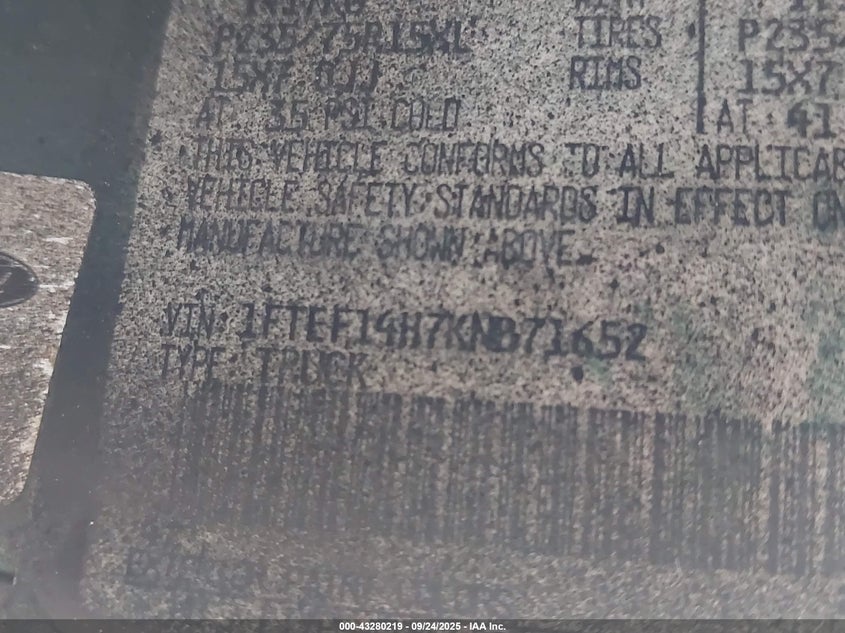 P235/75R15XL TIRES P235
15X7.0JJ RIMS 15X7
AT 35 PSI COLD AT 41
THIS VEHICLE CONFORMS TO ALL APPLICAB
VEHICLE SAFETY STANDARDS IN EFFECT ON
MANUFACTURE SHOWN ABOVE.
VIN: 1FTEF14H7KNB71652
TYPE: TRUCK
000-43280219 - 09/24/2025 - IAA Inc.